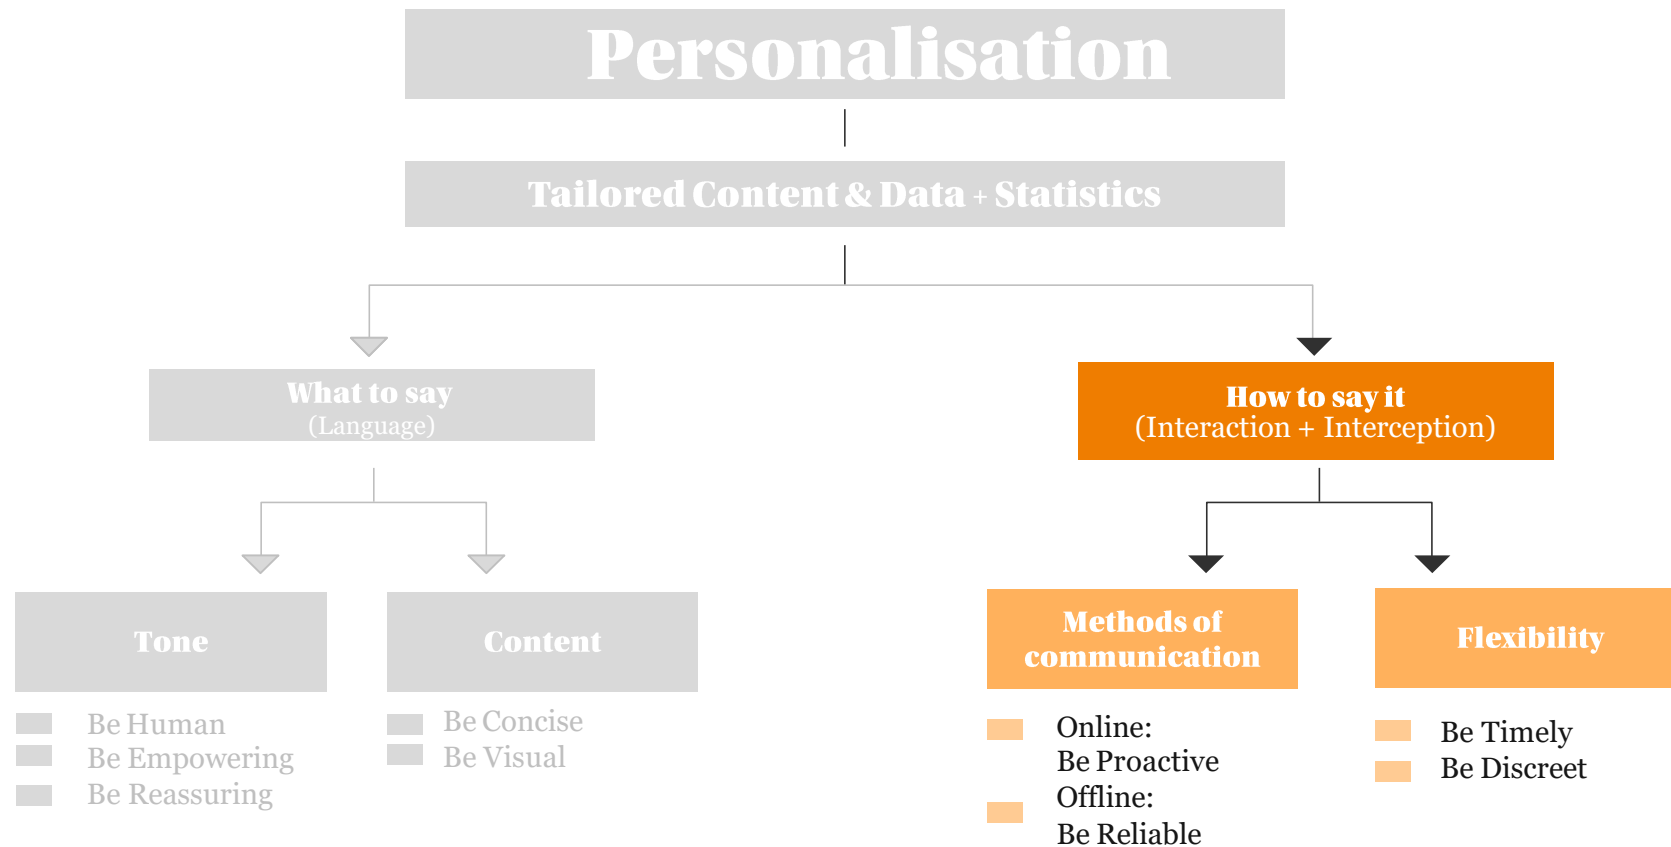 Personalisation
Tailored Content & Data + Statistics
What to say
(Language)
How to say it
(Interaction + Interception)
Tone
Content
Methods of
communication
Flexibility
Be Human
Be Empowering
Be Reassuring
Be Concise
Be Visual
Online:
Be Proactive
Offline:
Be Reliable
Be Timely
Be Discreet